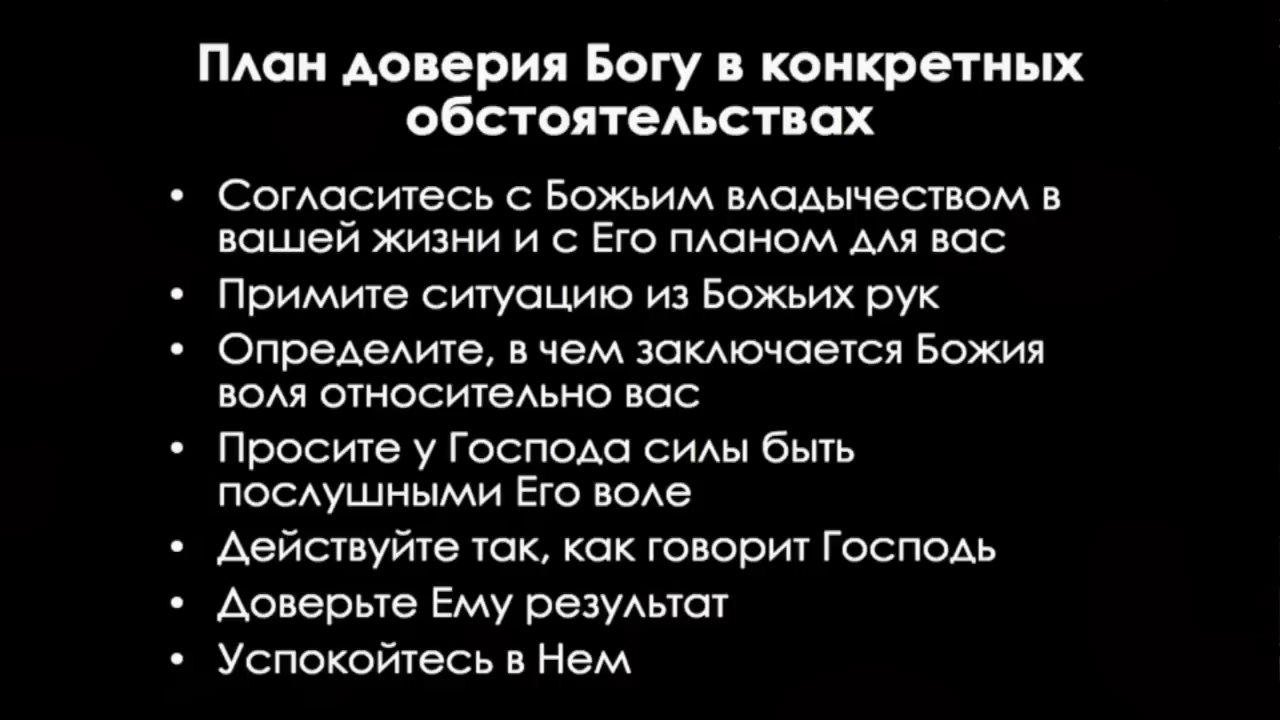 План доверия Богу в конкретных
обстоятельствах
• Согласитесь с Божьим владычеством в
вашей жизни и с Его планом для вас
• Примите ситуацию из Божьих рук
• Определите, в чем заключается Божия
воля относительно вас
• Просите у Господа силы быть
послушными Его воле
• Действуйте так, как говорит Господь
• Доверьте Ему результат
• Успокойтесь в Нем